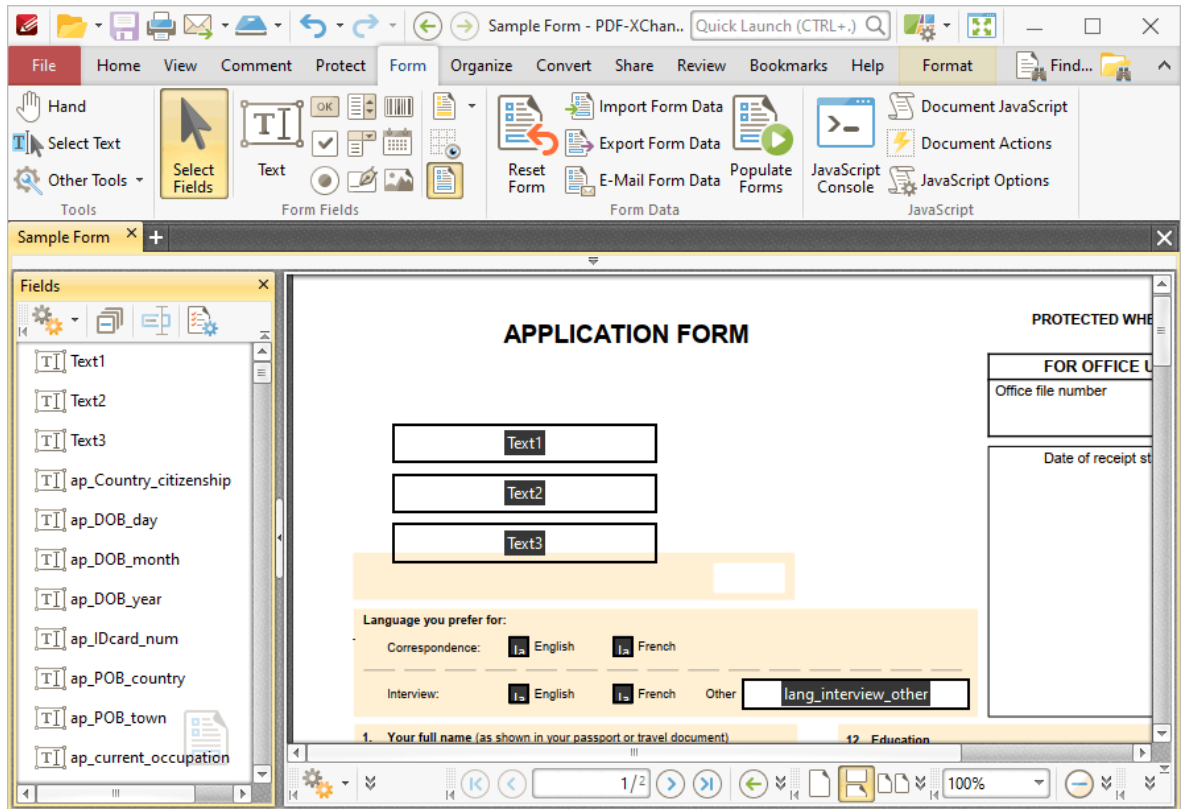 Sample Form - PDF-XChan.. Quick Launch (CTRL+.)
File Home View Comment Protect Form Organize Convert Share Review Bookmarks Help Format Find...
Hand
Select Text
Other Tools
Tools
Select Fields
Text
OK
Form Fields
Reset Form
Import Form Data
Export Form Data
E-Mail Form Data
Populate Forms
Form Data
JavaScript Console
Document JavaScript
Document Actions
JavaScript Options
JavaScript
Sample Form
Fields
Text1
Text2
Text3
ap_Country_citizenship
ap_DOB_day
ap_DOB_month
ap_DOB_year
ap_IDcard_num
ap_POB_country
ap_POB_town
ap_current_occupation
APPLICATION FORM
PROTECTED WHE
FOR OFFICE U
Office file number
Date of receipt st
Text1
Text2
Text3
Language you prefer for:
Correspondence: la English la French
Interview: la English la French Other lang_interview_other
1. Your full name (as shown in your passport or travel document)
12 Education
1/2
100%